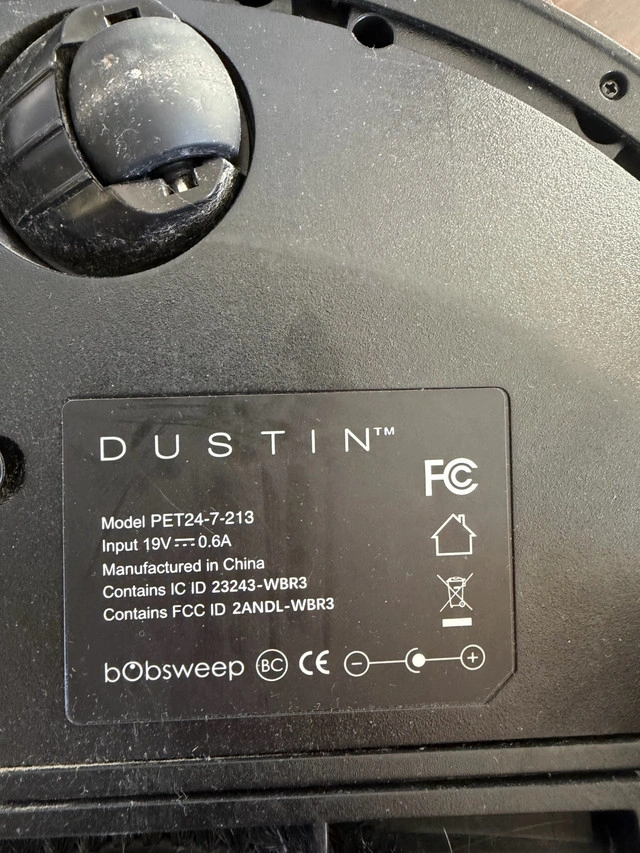 DUSTIN™
FC
Model PET24-7-213
Input 19V⎓0.6A
Manufactured in China
Contains IC ID 23243-WBR3
Contains FCC ID 2ANDL-WBR3
bObsweep BC CE − +